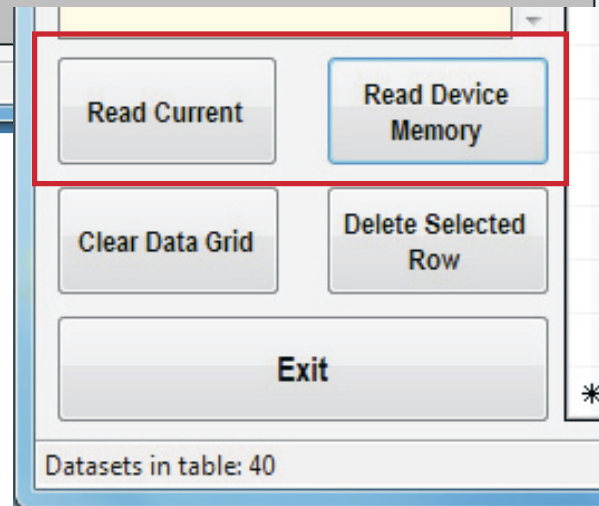 Read Current
Read Device
Memory
Clear Data Grid
Delete Selected
Row
Exit
*
Datasets in table: 40